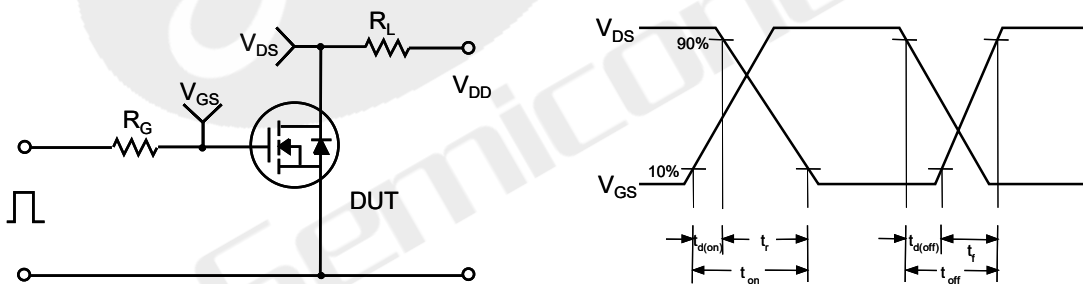 R_L
V_DS
V_DD
V_GS
R_G
DUT
V_DS
90%
10%
V_GS
t_d(on)
t_r
t_d(off)
t_f
t_on
t_off